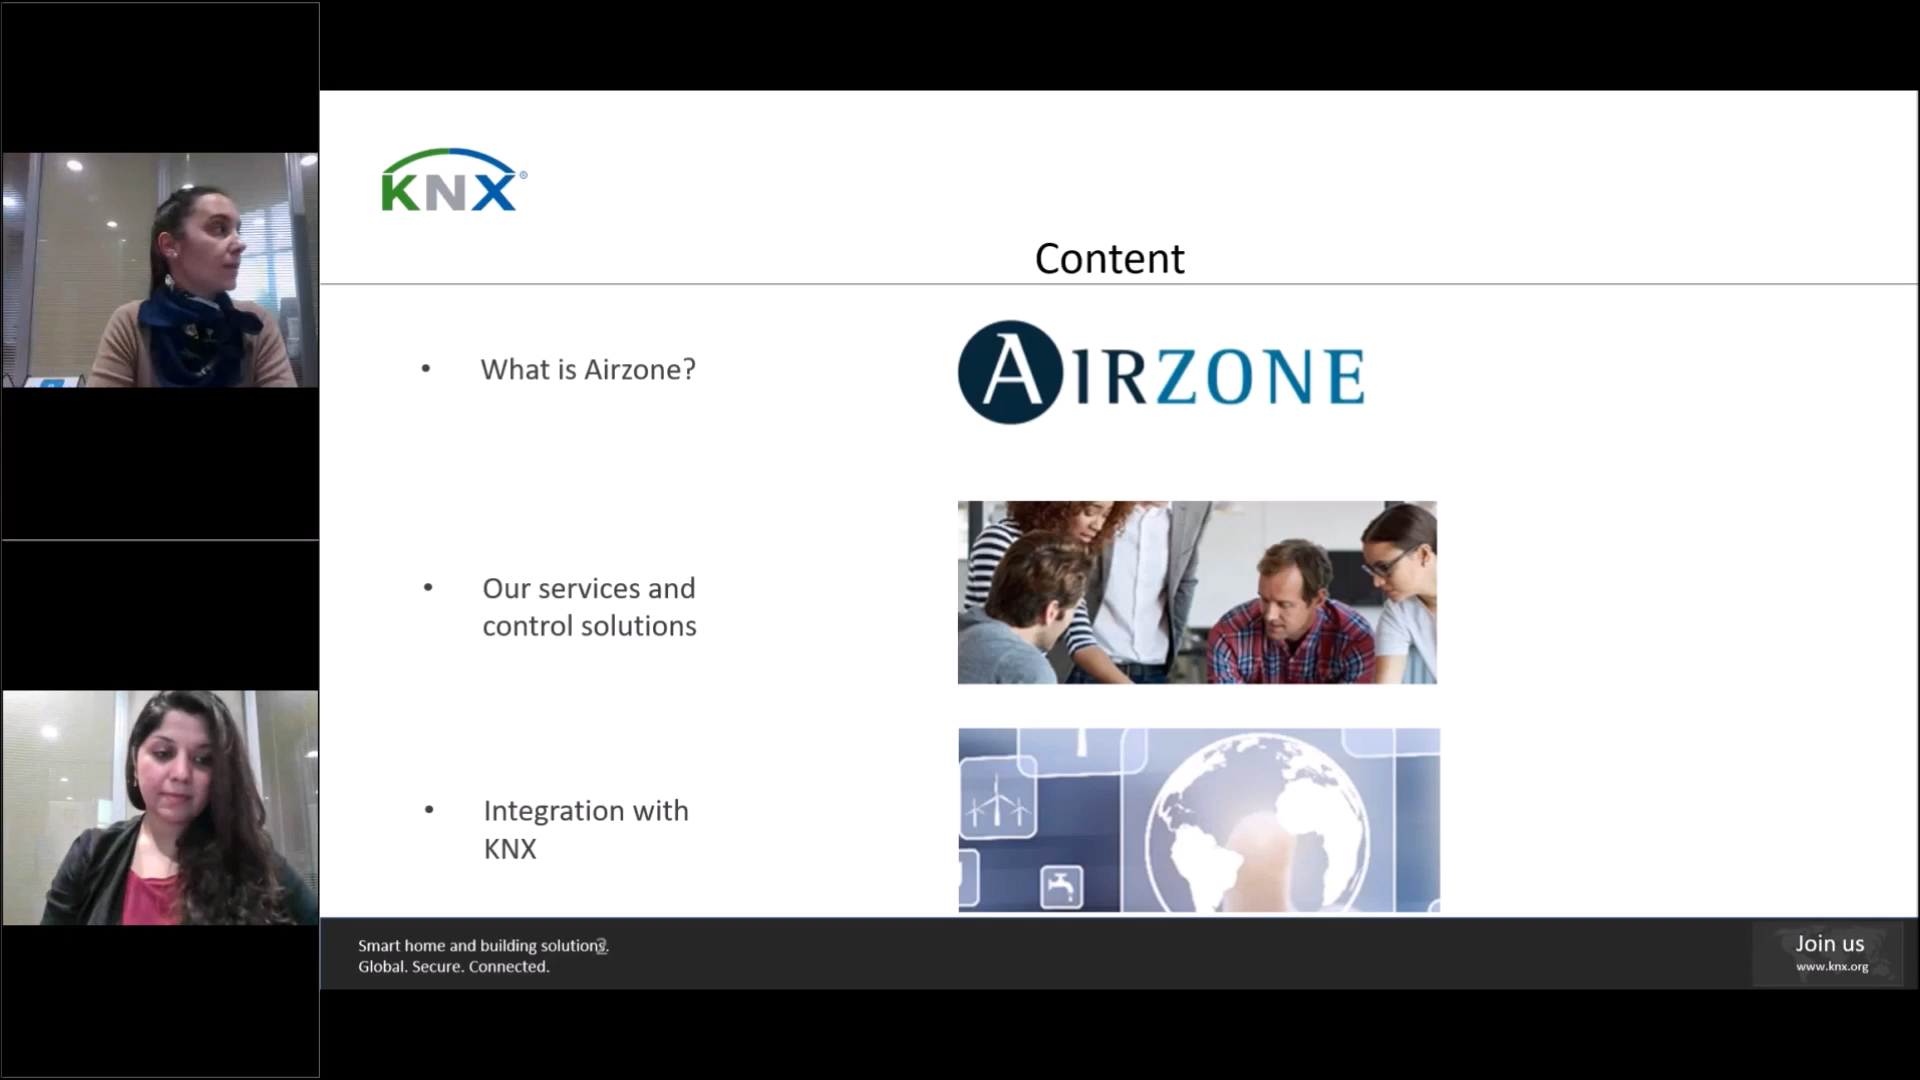 KNX®
Content
• What is Airzone?
AIRZONE
• Our services and
control solutions
• Integration with
KNX
Smart home and building solutions.
Global. Secure. Connected.
Join us
www.knx.org